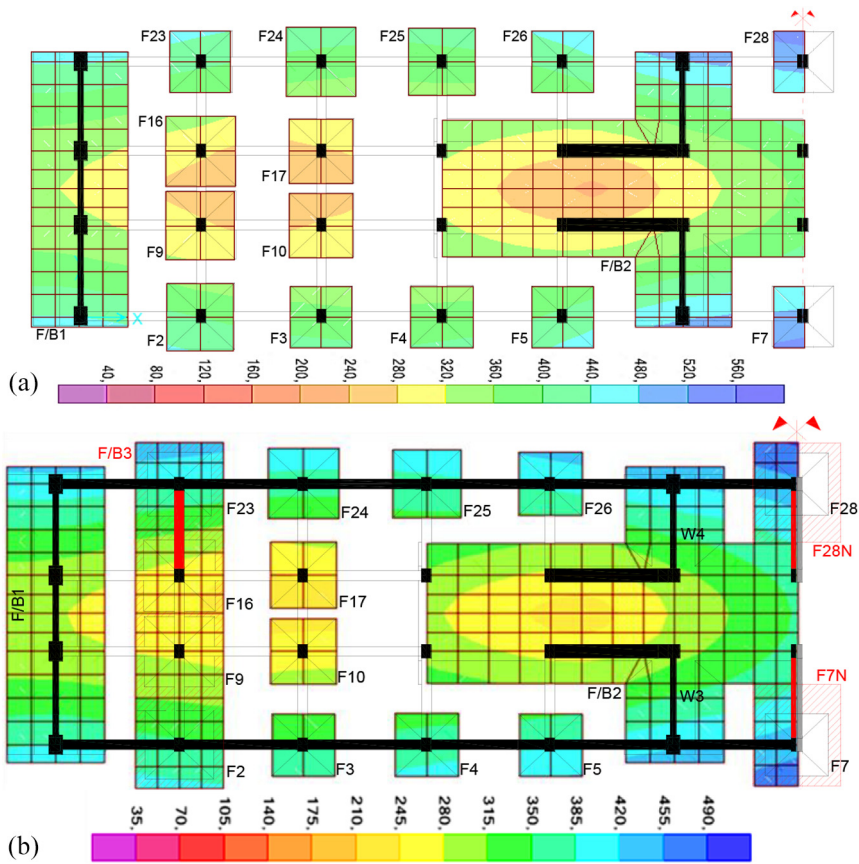 F23 F24 F25 F26 F28
F16
F17
F9 F10
F/B2
F/B1 X F2 F3 F4 F5 F7
(a)
40, 80, 120, 160, 200, 240, 280, 320, 360, 400, 440, 480, 520, 560,
F/B3
F23 F24 F25 F26 F28
W4
F28N
F/B1
F16 F17
F9 F10
F/B2
W3
F7N
F2 F3 F4 F5 F7
(b)
35, 70, 105, 140, 175, 210, 245, 280, 315, 350, 385, 420, 455, 490,